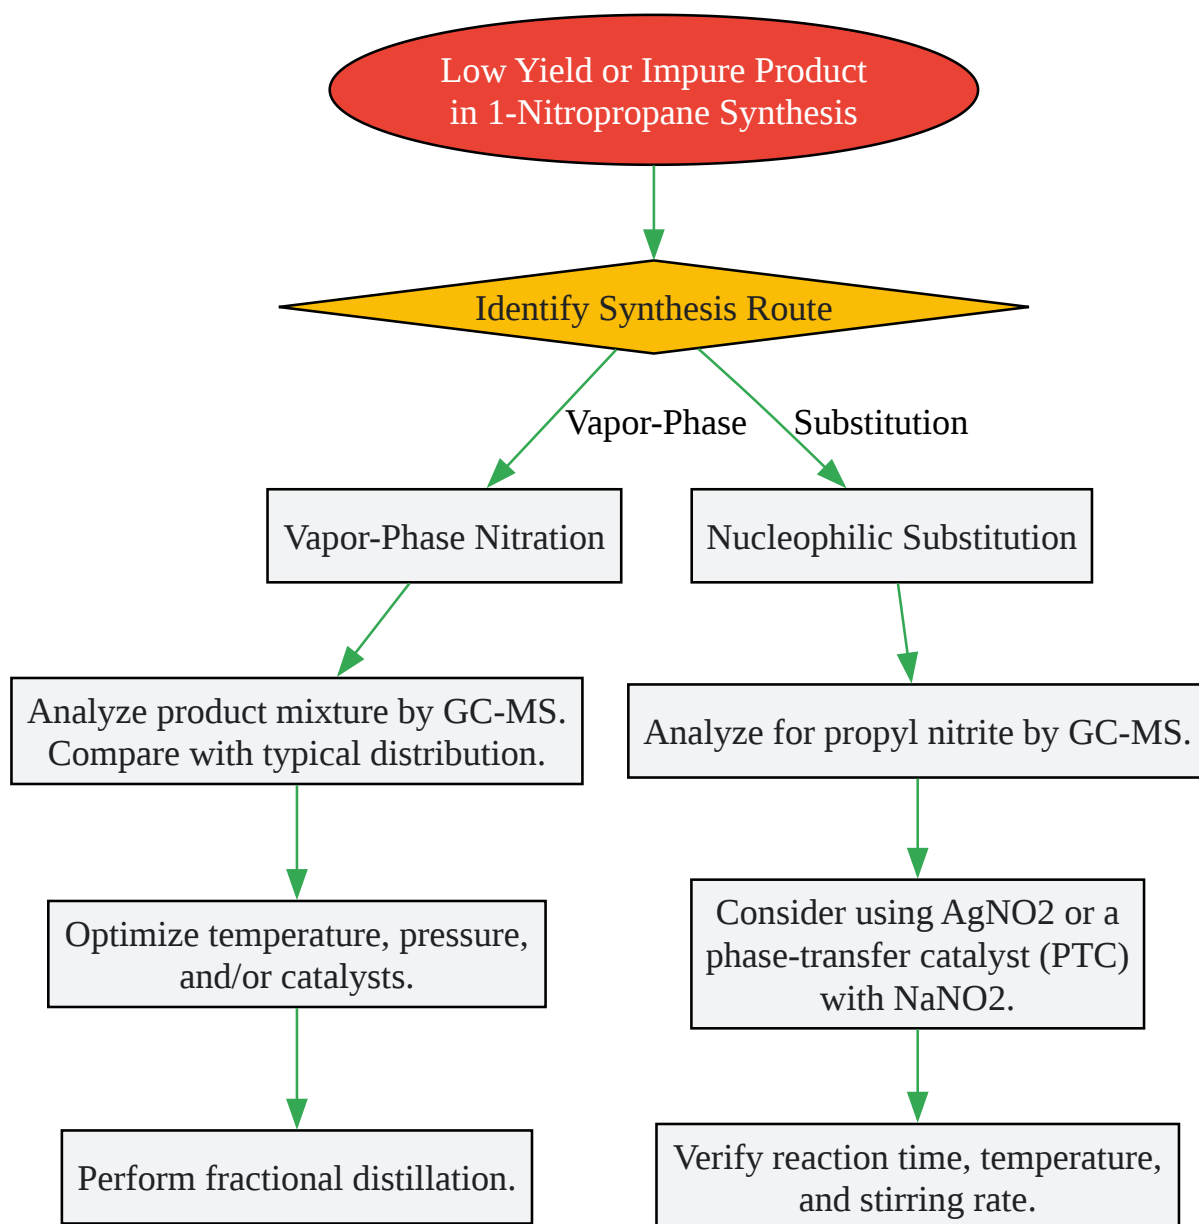 Low Yield or Impure Product
in 1-Nitropropane Synthesis
Identify Synthesis Route
Vapor-Phase
Substitution
Vapor-Phase Nitration
Nucleophilic Substitution
Analyze product mixture by GC-MS.
Compare with typical distribution.
Analyze for propyl nitrite by GC-MS.
Optimize temperature, pressure,
and/or catalysts.
Consider using AgNO2 or a
phase-transfer catalyst (PTC)
with NaNO2.
Perform fractional distillation.
Verify reaction time, temperature,
and stirring rate.